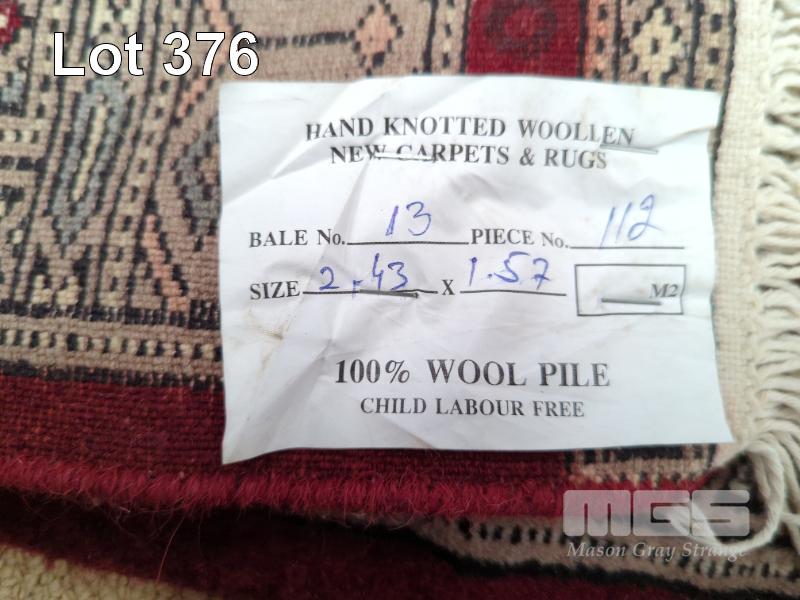 Lot 376
HAND KNOTTED WOOLLEN
NEW CARPETS & RUGS
BALE No. 13 PIECE No. 112
SIZE 2.43 X 1.57 M2
100% WOOL PILE
CHILD LABOUR FREE
MGS
Mason Gray Strange